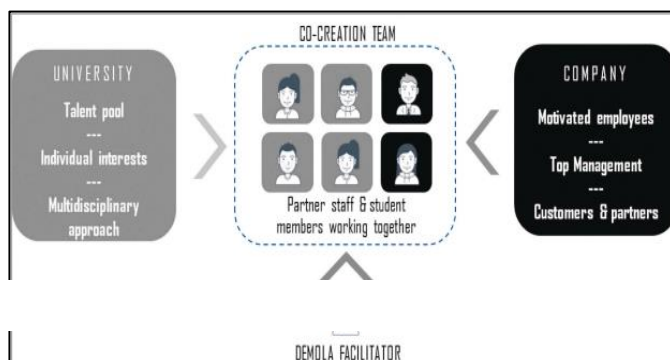 CO-CREATION TEAM
UNIVERSITY
Talent pool
---
Individual interests
---
Multidisciplinary
approach
Partner staff & student
members working together
COMPANY
Motivated employees
---
Top Management
---
Customers & partners
DEMOLA FACILITATOR